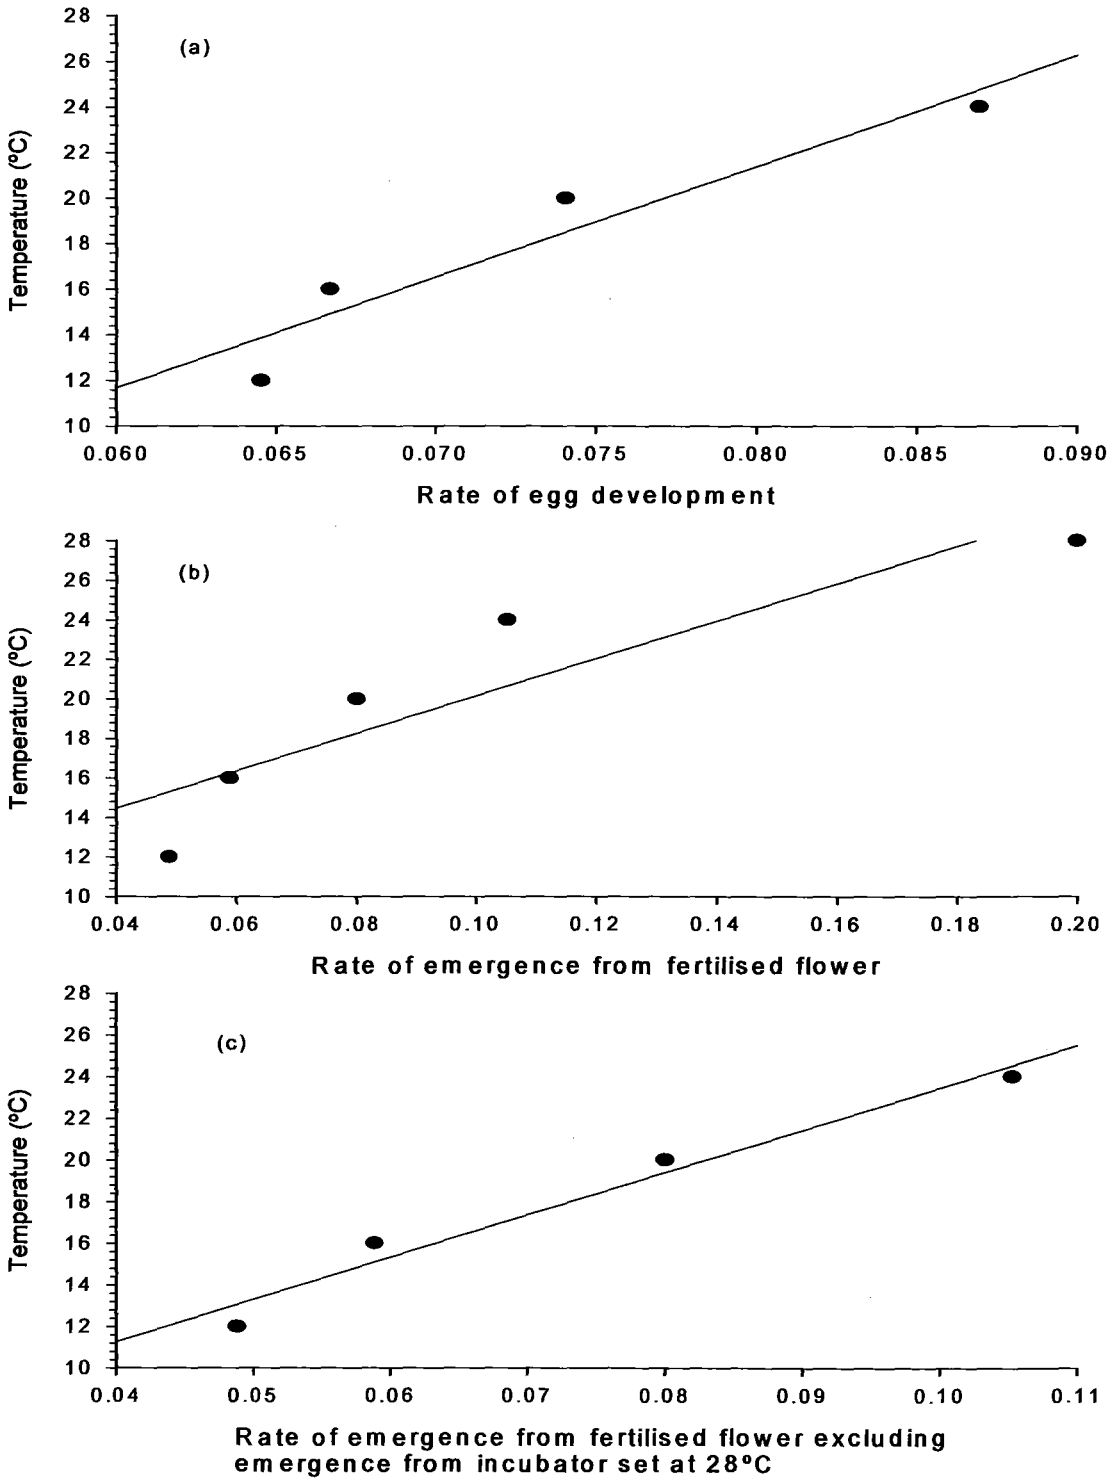 28
(a)
26
24
22
20
18
16
14
12
10
Temperature (ºC)
0.060 0.065 0.070 0.075 0.080 0.085 0.090
Rate of egg development
28
(b)
26
24
22
20
18
16
14
12
10
Temperature (ºC)
0.04 0.06 0.08 0.10 0.12 0.14 0.16 0.18 0.20
Rate of emergence from fertilised flower
28
26
(c)
24
22
20
18
16
14
12
10
Temperature (ºC)
0.04 0.05 0.06 0.07 0.08 0.09 0.10 0.11
Rate of emergence from fertilised flower excluding
emergence from incubator set at 28ºC